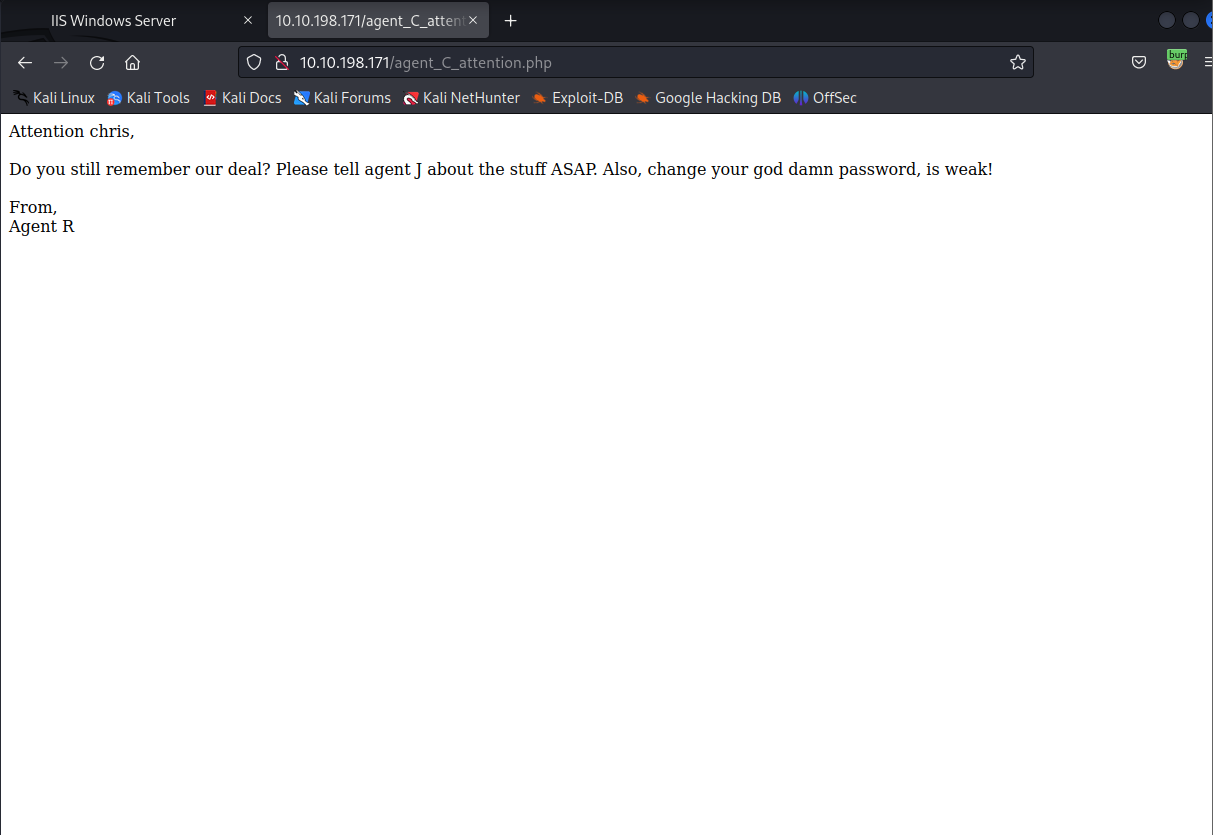 IIS Windows Server
10.10.198.171/agent_C_atten
10.10.198.171/agent_C_attention.php
burp
Kali Linux Kali Tools Kali Docs Kali Forums Kali NetHunter Exploit-DB Google Hacking DB OffSec
Attention chris,
Do you still remember our deal? Please tell agent J about the stuff ASAP. Also, change your god damn password, is weak!
From,
Agent R